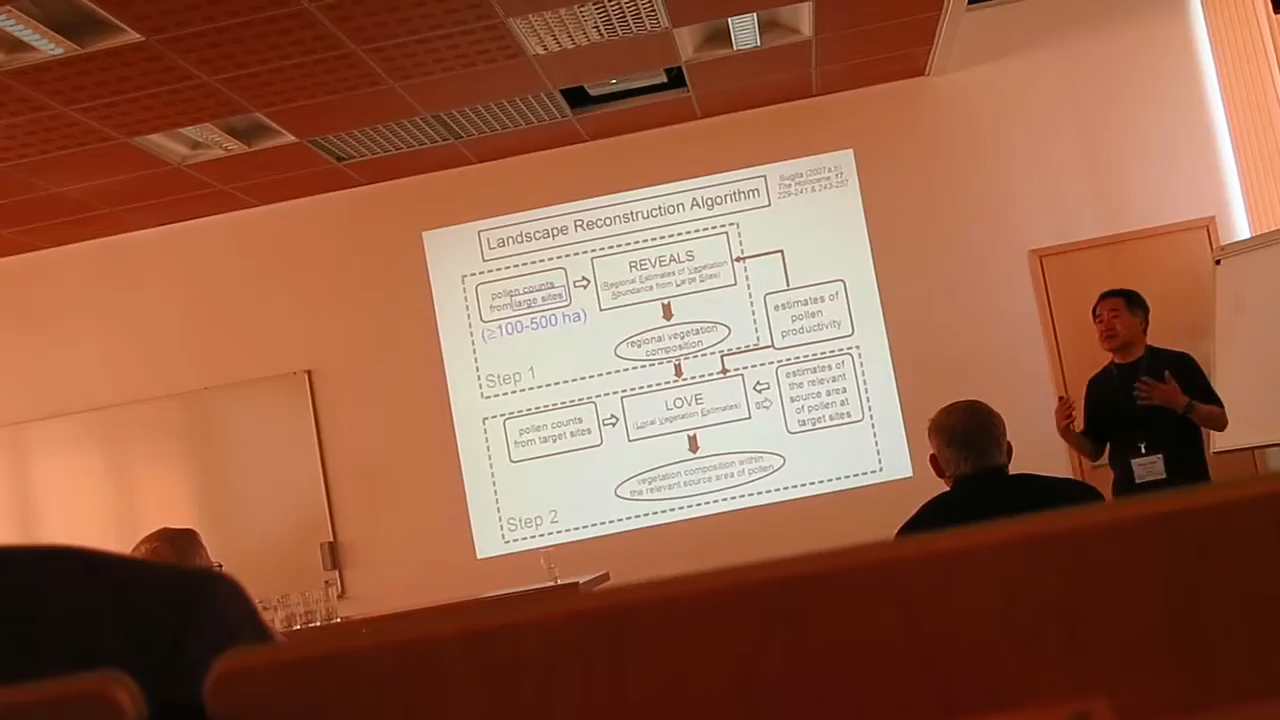 Landscape Reconstruction Algorithm
Sugita (2007a,b)
The Holocene 17
229-241 & 243-257
pollen counts
from large sites
(≥100-500 ha)
REVEALS
(Regional Estimates of Vegetation
Abundance from Large Sites)
regional vegetation
composition
estimates of
pollen
productivity
Step 1
pollen counts
from target sites
LOVE
(Local Vegetation Estimates)
estimates of
the relevant
source area
of pollen at
target sites
vegetation composition within
the relevant source area of pollen
Step 2